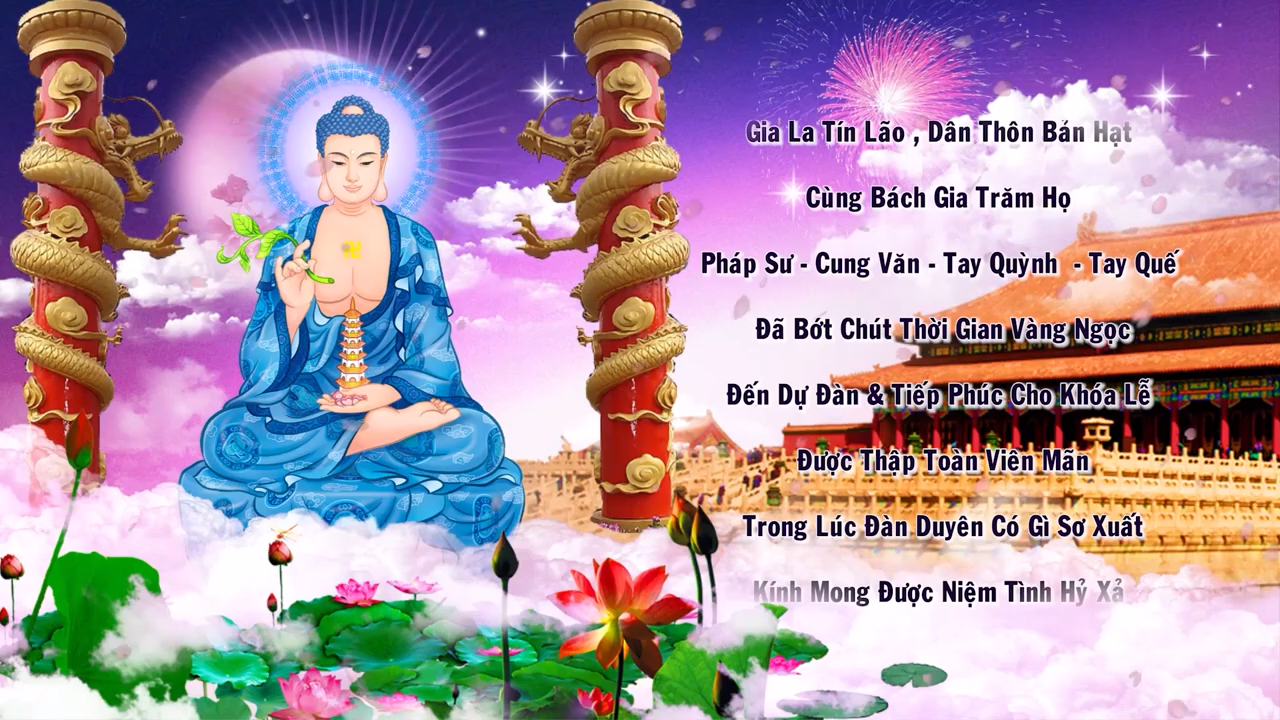 Gia La Tín Lão , Dân Thôn Bản Hạt
Cùng Bách Gia Trăm Họ
Pháp Sư - Cung Văn - Tay Quỳnh - Tay Quế
Đã Bớt Chút Thời Gian Vàng Ngọc
Đến Dự Đàn & Tiếp Phúc Cho Khóa Lễ
Được Thập Toàn Viên Mãn
Trong Lúc Đàn Duyên Có Gì Sơ Xuất
Kính Mong Được Niệm Tình Hỷ Xả